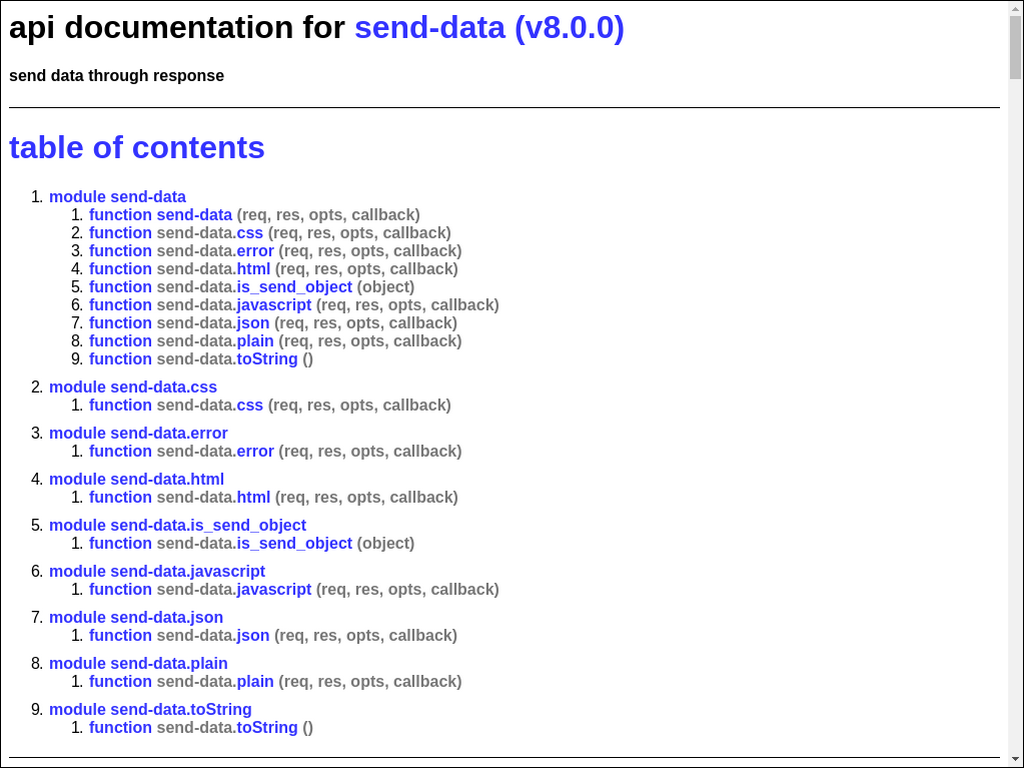 api documentation for send-data (v8.0.0)
send data through response
table of contents
1. module send-data
1. function send-data (req, res, opts, callback)
2. function send-data.css (req, res, opts, callback)
3. function send-data.error (req, res, opts, callback)
4. function send-data.html (req, res, opts, callback)
5. function send-data.is_send_object (object)
6. function send-data.javascript (req, res, opts, callback)
7. function send-data.json (req, res, opts, callback)
8. function send-data.plain (req, res, opts, callback)
9. function send-data.toString ()
2. module send-data.css
1. function send-data.css (req, res, opts, callback)
3. module send-data.error
1. function send-data.error (req, res, opts, callback)
4. module send-data.html
1. function send-data.html (req, res, opts, callback)
5. module send-data.is_send_object
1. function send-data.is_send_object (object)
6. module send-data.javascript
1. function send-data.javascript (req, res, opts, callback)
7. module send-data.json
1. function send-data.json (req, res, opts, callback)
8. module send-data.plain
1. function send-data.plain (req, res, opts, callback)
9. module send-data.toString
1. function send-data.toString ()